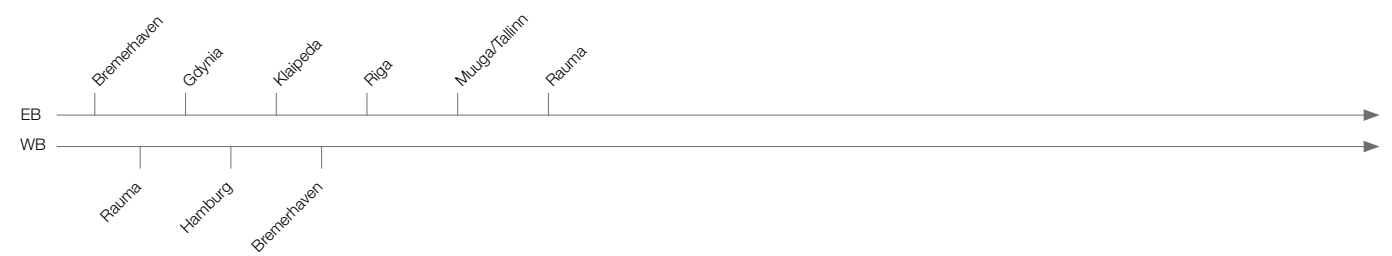 Bremerhaven
Gdynia
Klaipeda
Riga
Muuga/Tallinn
Rauma
EB
WB
Rauma
Hamburg
Bremerhaven